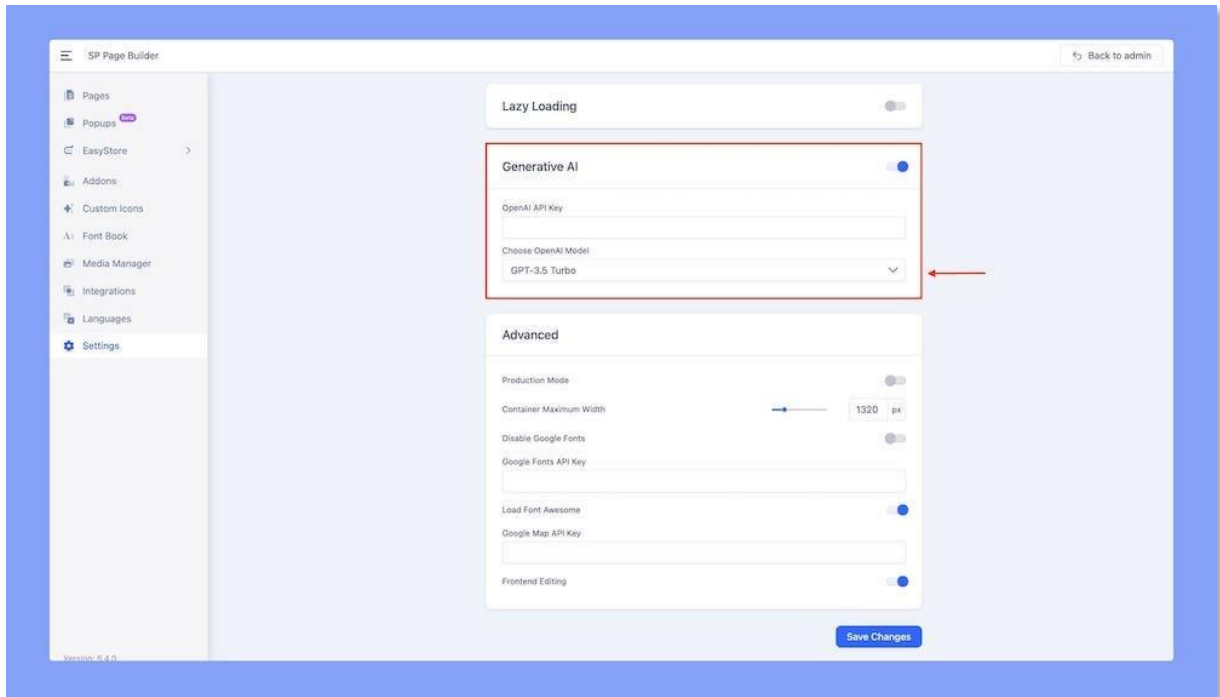 SP Page Builder
Back to admin
Pages
Popups Beta
EasyStore
Addons
Custom Icons
Font Book
Media Manager
Integrations
Languages
Settings
Lazy Loading
Generative AI
OpenAI API Key
Choose OpenAI Model
GPT-3.5 Turbo
Advanced
Production Mode
Container Maximum Width 1320 px
Disable Google Fonts
Google Fonts API Key
Load Font Awesome
Google Map API Key
Frontend Editing
Save Changes
Version: 5.4.0